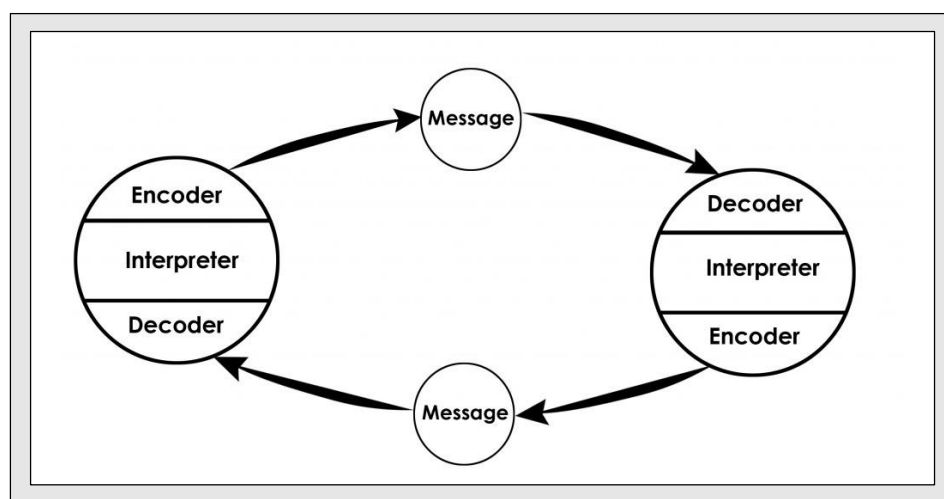 Message
Encoder
Interpreter
Decoder
Decoder
Interpreter
Encoder
Message